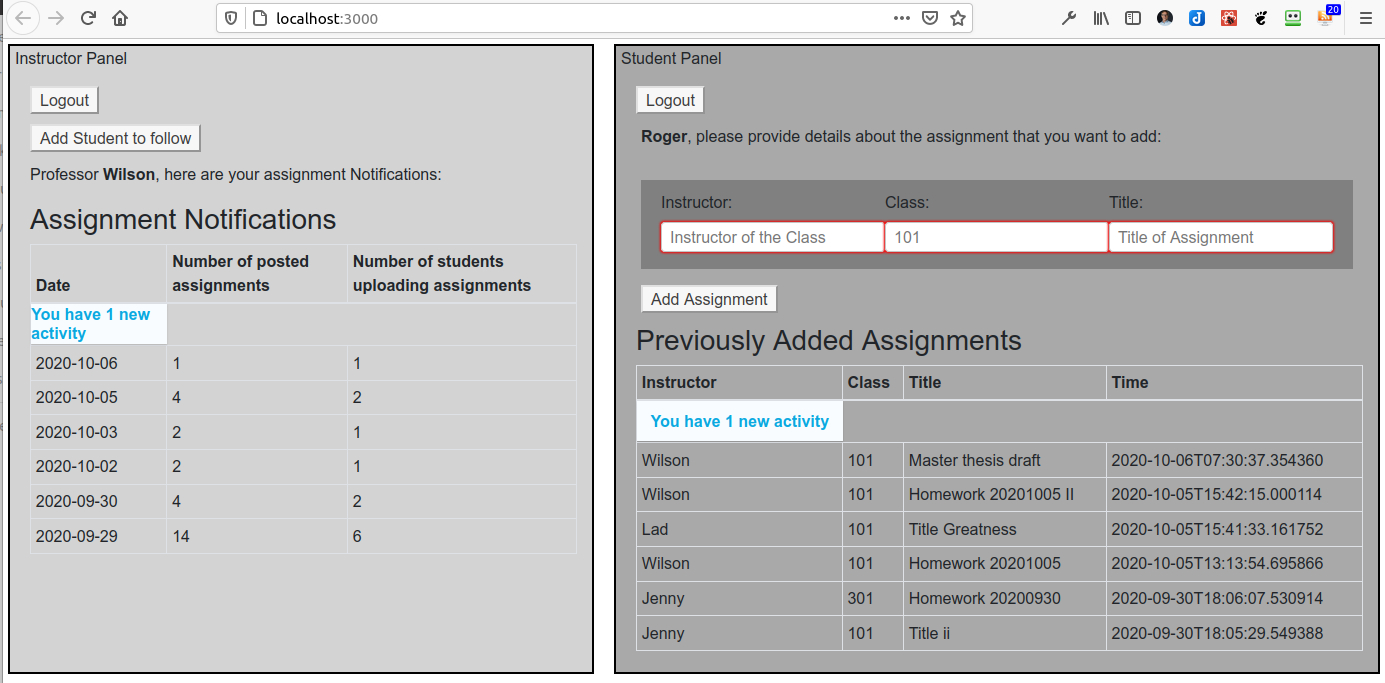 localhost:3000
20
Instructor Panel
Logout
Add Student to follow
Professor Wilson, here are your assignment Notifications:
Assignment Notifications
Date Number of posted assignments Number of students uploading assignments
You have 1 new activity
2020-10-06 1 1
2020-10-05 4 2
2020-10-03 2 1
2020-10-02 2 1
2020-09-30 4 2
2020-09-29 14 6
Student Panel
Logout
Roger, please provide details about the assignment that you want to add:
Instructor: Class: Title:
Instructor of the Class 101 Title of Assignment
Add Assignment
Previously Added Assignments
Instructor Class Title Time
You have 1 new activity
Wilson 101 Master thesis draft 2020-10-06T07:30:37.354360
Wilson 101 Homework 20201005 II 2020-10-05T15:42:15.000114
Lad 101 Title Greatness 2020-10-05T15:41:33.161752
Wilson 101 Homework 20201005 2020-10-05T13:13:54.695866
Jenny 301 Homework 20200930 2020-09-30T18:06:07.530914
Jenny 101 Title ii 2020-09-30T18:05:29.549388